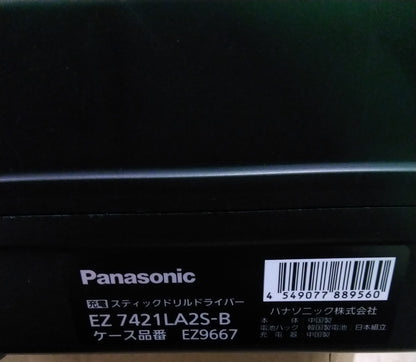 Panasonic
充電 スティックドリルドライバー
EZ 7421LA2S-B
ケース品番 EZ9667
4 549077 889560
パナソニック株式会社
本体 中国製
電池パック 韓国製電池 日本組立
充電器 中国製